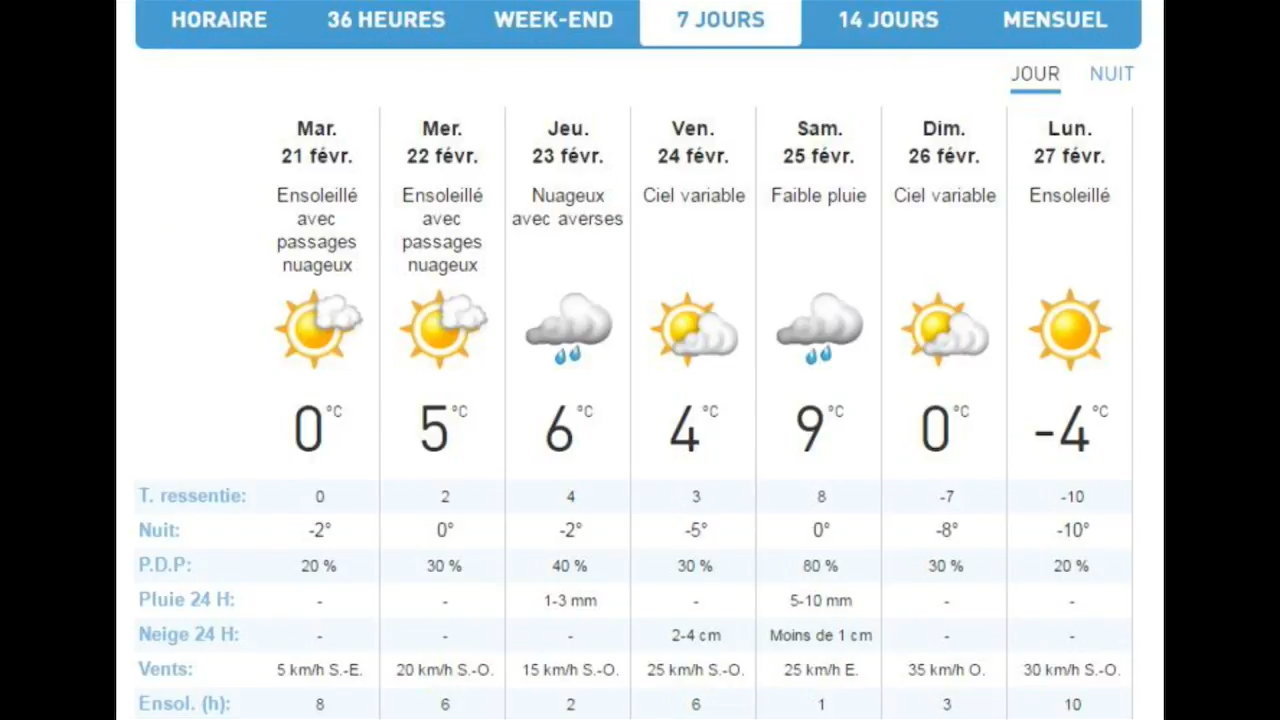 HORAIRE 36 HEURES WEEK-END 7 JOURS 14 JOURS MENSUEL
JOUR NUIT
Mar. Mer. Jeu. Ven. Sam. Dim. Lun.
21 févr. 22 févr. 23 févr. 24 févr. 25 févr. 26 févr. 27 févr.
Ensoleillé Ensoleillé Nuageux Ciel variable Faible pluie Ciel variable Ensoleillé
avec avec avec averses
passages passages
nuageux nuageux
0°C 5°C 6°C 4°C 9°C 0°C -4°C
T. ressentie: 0 2 4 3 8 -7 -10
Nuit: -2° 0° -2° -5° 0° -8° -10°
P.D.P: 20 % 30 % 40 % 30 % 80 % 30 % 20 %
Pluie 24 H: - - 1-3 mm - 5-10 mm - -
Neige 24 H: - - - 2-4 cm Moins de 1 cm - -
Vents: 5 km/h S.-E. 20 km/h S.-O. 15 km/h S.-O. 25 km/h S.-O. 25 km/h E. 35 km/h O. 30 km/h S.-O.
Ensol. (h): 8 6 2 6 1 3 10